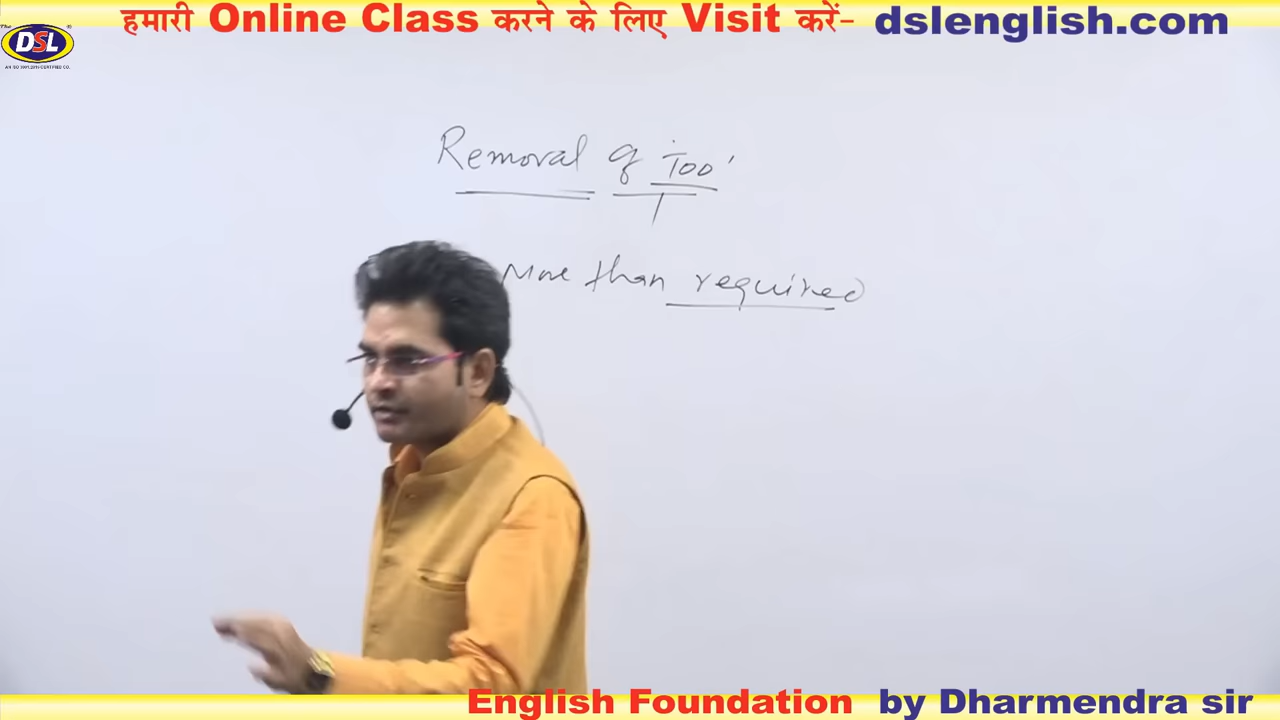 हमारी Online Class करने के लिए Visit करें- dslenglish.com
The DSL
Removal of 'Too'
More than required
English Foundation by Dharmendra sir